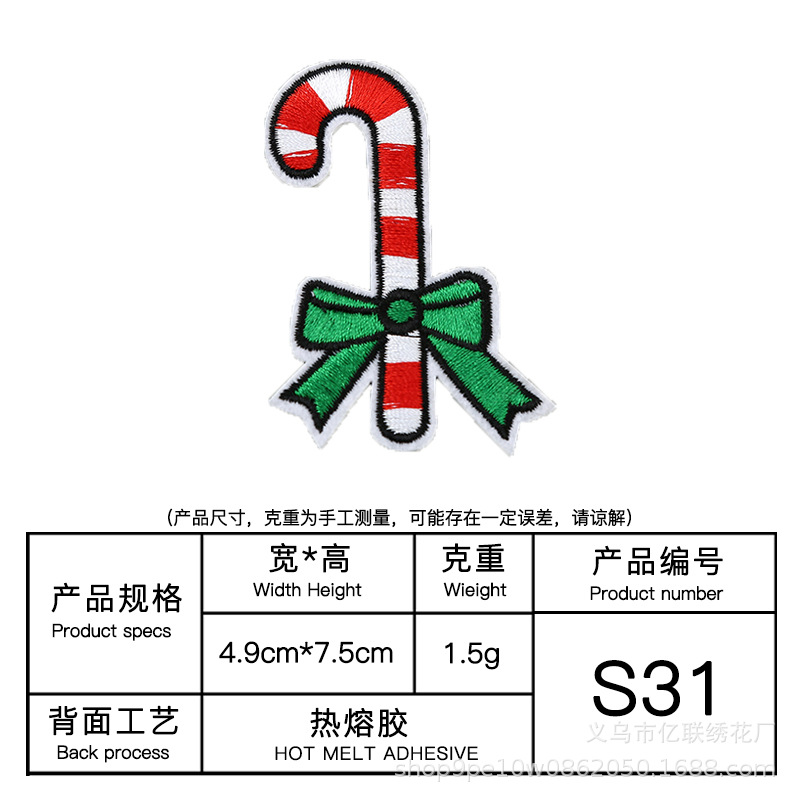 (产品尺寸，克重为手工测量，可能存在一定误差，请谅解)
产品规格
Product specs
宽*高
Width Height
克重
Wieight
产品编号
Product number
4.9cm*7.5cm
1.5g
S31
背面工艺
Back process
热熔胶
HOT MELT ADHESIVE
义乌市亿联绣花厂
shop9pe10w0862050.1688.com